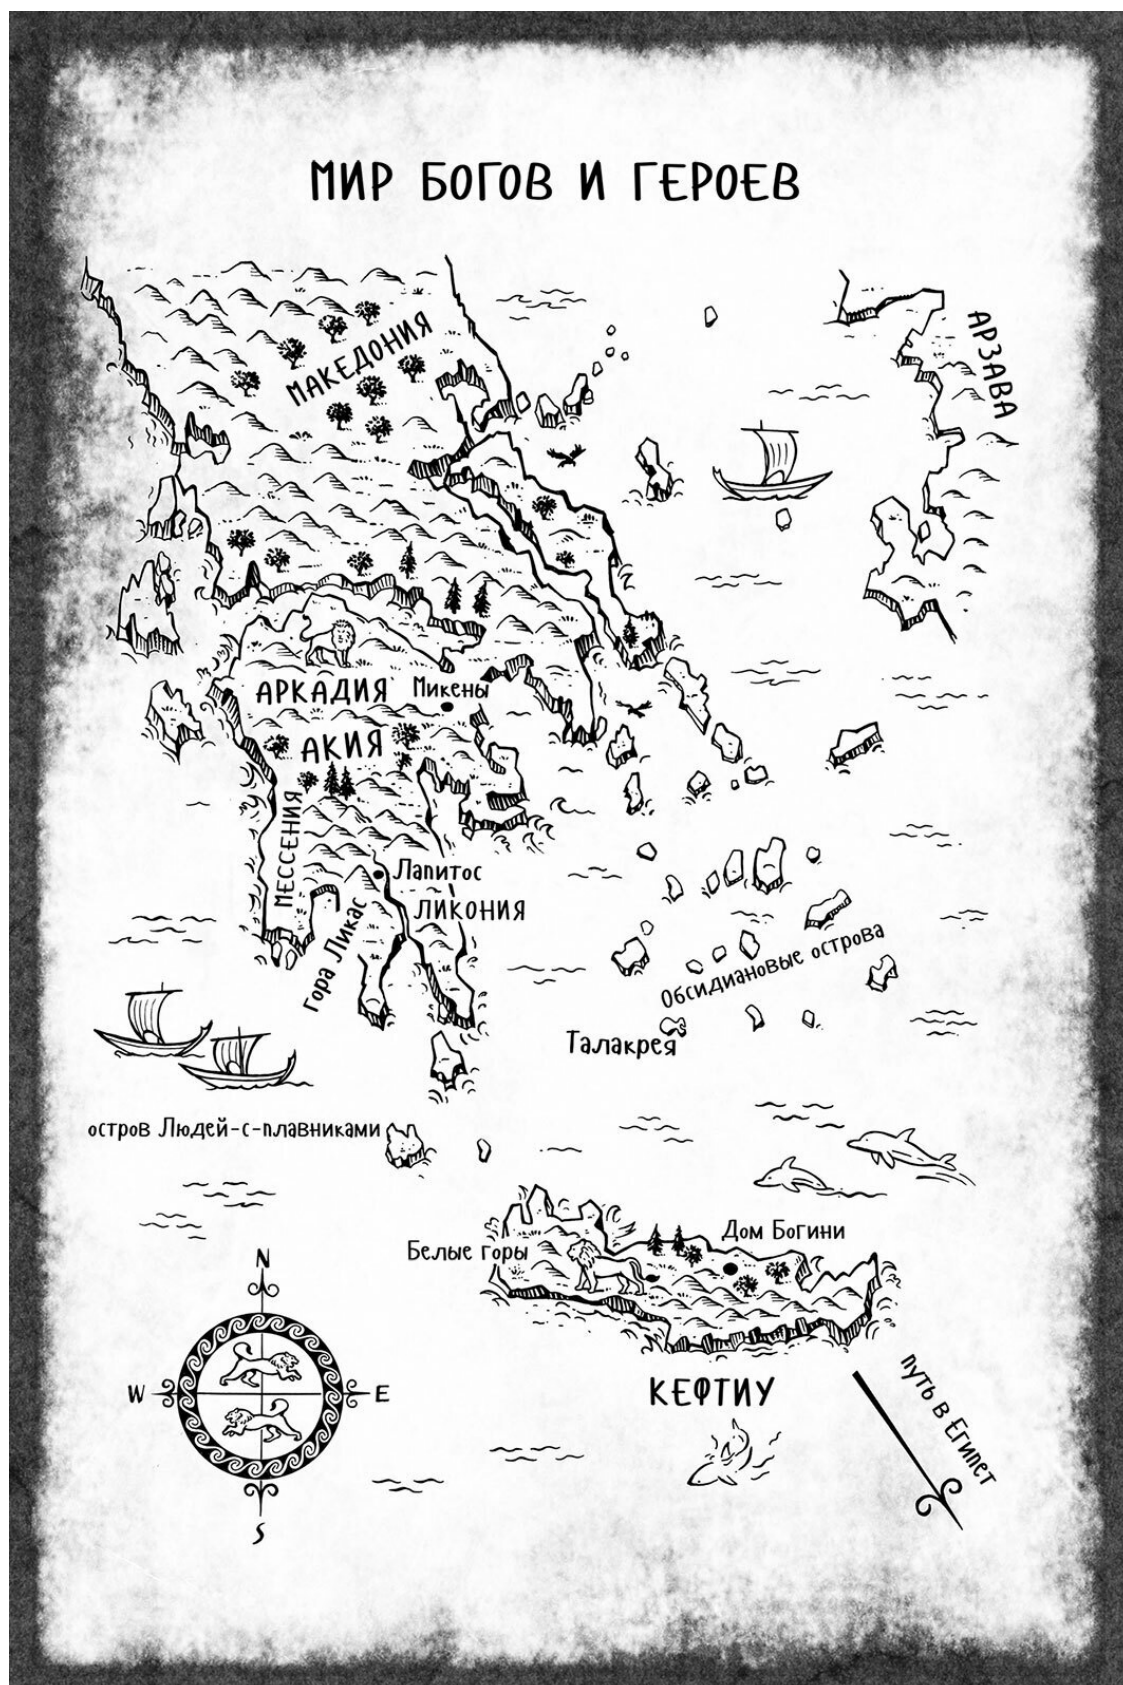 МИР БОГОВ И ГЕРОЕВ
МАКЕДОНИЯ
АРЗАВА
АРКАДИЯ
Микены
АКИЯ
МЕССЕНИЯ
Лапитос
ЛИКОНИЯ
гора Ликас
Обсидиановые острова
Талакрея
остров Людей-с-плавниками
Белые горы
Дом Богини
КЕФТИУ
путь в Египет
N
W
E
S